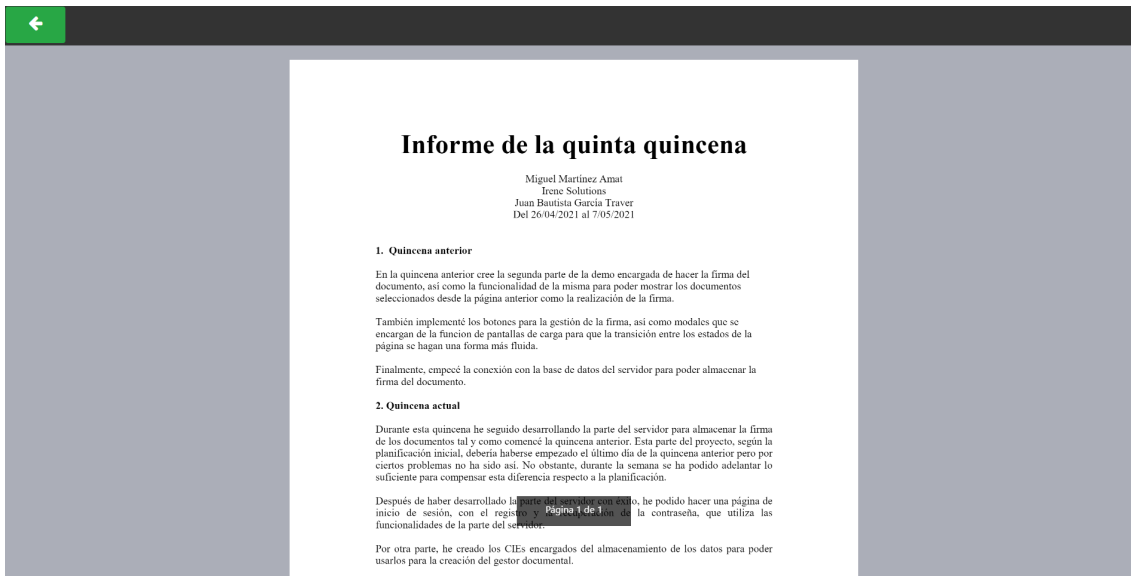 Informe de la quinta quincena
Miguel Martínez Amat
Irene Solutions
Juan Bautista García Traver
Del 26/04/2021 al 7/05/2021
1. Quincena anterior
En la quincena anterior cree la segunda parte de la demo encargada de hacer la firma del
documento, así como la funcionalidad de la misma para poder mostrar los documentos
seleccionados desde la página anterior como la realización de la firma.
También implementé los botones para la gestión de la firma, así como modales que se
encargan de la funcion de pantallas de carga para que la transición entre los estados de la
página se hagan una forma más fluida.
Finalmente, empecé la conexión con la base de datos del servidor para poder almacenar la
firma del documento.
2. Quincena actual
Durante esta quincena he seguido desarrollando la parte del servidor para almacenar la firma
de los documentos tal y como comencé la quincena anterior. Esta parte del proyecto, según la
planificación inicial, debería haberse empezado el último día de la quincena anterior pero por
ciertos problemas no ha sido así. No obstante, durante la semana se ha podido adelantar lo
suficiente para compensar esta diferencia respecto a la planificación.
Después de haber desarrollado la parte del servidor con éxito, he podido hacer una página de
inicio de sesión, con el registro y la recuperación de la contraseña, que utiliza las
Página 1 de 1
funcionalidades de la parte del servidor.
Por otra parte, he creado los CIEs encargados del almacenamiento de los datos para poder
usarlos para la creación del gestor documental.